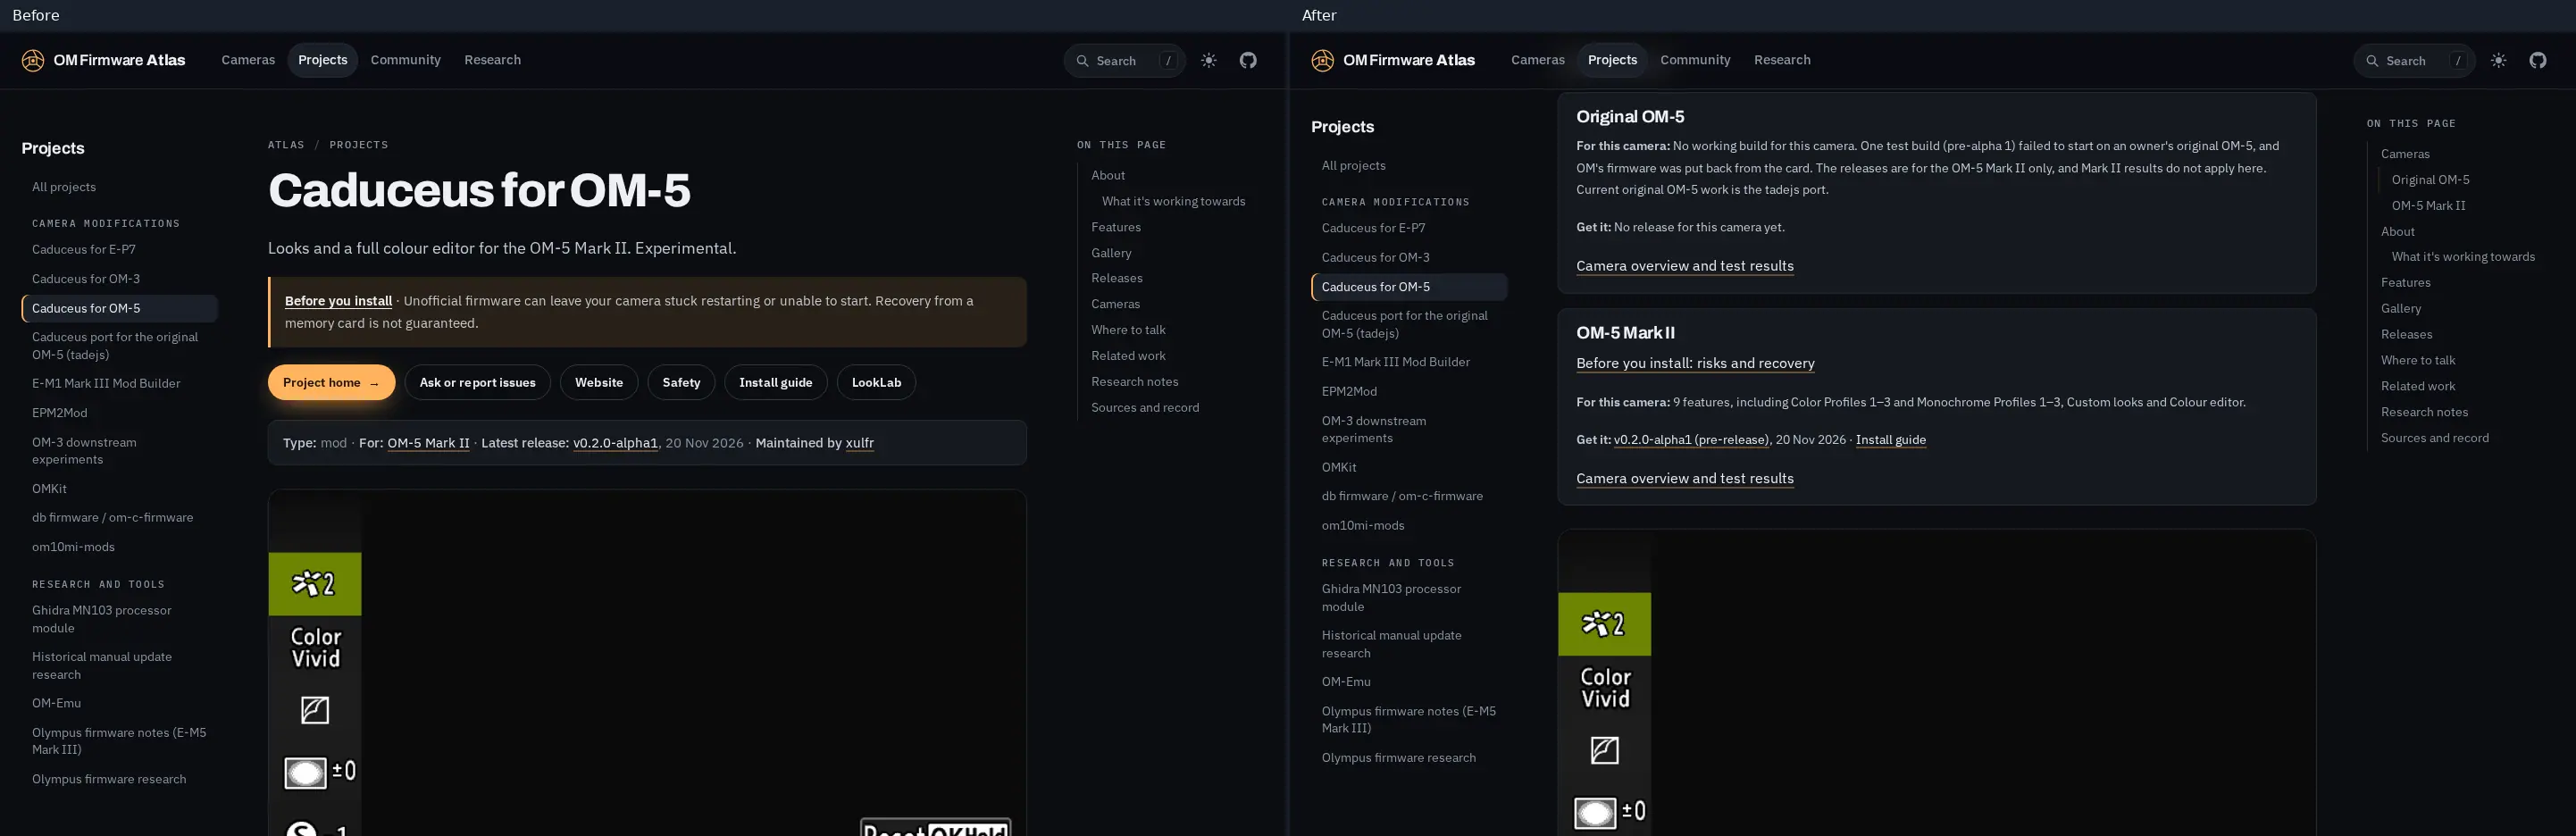 Before
OM Firmware Atlas
Cameras
Projects
Community
Research
Search
/
Projects
All projects
CAMERA MODIFICATIONS
Caduceus for E-P7
Caduceus for OM-3
Caduceus for OM-5
Caduceus port for the original
OM-5 (tadejs)
E-M1 Mark III Mod Builder
EPM2Mod
OM-3 downstream
experiments
OMKit
db firmware / om-c-firmware
om10mi-mods
RESEARCH AND TOOLS
Ghidra MN103 processor
module
Historical manual update
research
OM-Emu
Olympus firmware notes (E-M5
Mark III)
Olympus firmware research
ATLAS / PROJECTS
Caduceus for OM-5
Looks and a full colour editor for the OM-5 Mark II. Experimental.
Before you install · Unofficial firmware can leave your camera stuck restarting or unable to start. Recovery from a
memory card is not guaranteed.
Project home →
Ask or report issues
Website
Safety
Install guide
LookLab
Type: mod · For: OM-5 Mark II · Latest release: v0.2.0-alpha1, 20 Nov 2026 · Maintained by xulfr
2
Color
Vivid
±0
ON THIS PAGE
About
What it's working towards
Features
Gallery
Releases
Cameras
Where to talk
Related work
Research notes
Sources and record
After
OM Firmware Atlas
Cameras
Projects
Community
Research
Search
/
Projects
All projects
CAMERA MODIFICATIONS
Caduceus for E-P7
Caduceus for OM-3
Caduceus for OM-5
Caduceus port for the original
OM-5 (tadejs)
E-M1 Mark III Mod Builder
EPM2Mod
OM-3 downstream
experiments
OMKit
db firmware / om-c-firmware
om10mi-mods
RESEARCH AND TOOLS
Ghidra MN103 processor
module
Historical manual update
research
OM-Emu
Olympus firmware notes (E-M5
Mark III)
Olympus firmware research
Original OM-5
For this camera: No working build for this camera. One test build (pre-alpha 1) failed to start on an owner's original OM-5, and
OM's firmware was put back from the card. The releases are for the OM-5 Mark II only, and Mark II results do not apply here.
Current original OM-5 work is the tadejs port.
Get it: No release for this camera yet.
Camera overview and test results
OM-5 Mark II
Before you install: risks and recovery
For this camera: 9 features, including Color Profiles 1–3 and Monochrome Profiles 1–3, Custom looks and Colour editor.
Get it: v0.2.0-alpha1 (pre-release), 20 Nov 2026 · Install guide
Camera overview and test results
2
Color
Vivid
±0
ON THIS PAGE
Cameras
Original OM-5
OM-5 Mark II
About
What it's working towards
Features
Gallery
Releases
Where to talk
Related work
Research notes
Sources and record